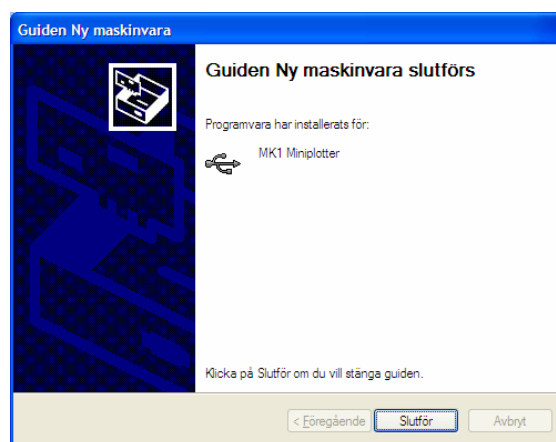 Guiden Ny maskinvara
Guiden Ny maskinvara slutförs
Programvara har installerats för:
MK1 Miniplotter
Klicka på Slutför om du vill stänga guiden.
< Föregående
Slutför
Avbryt